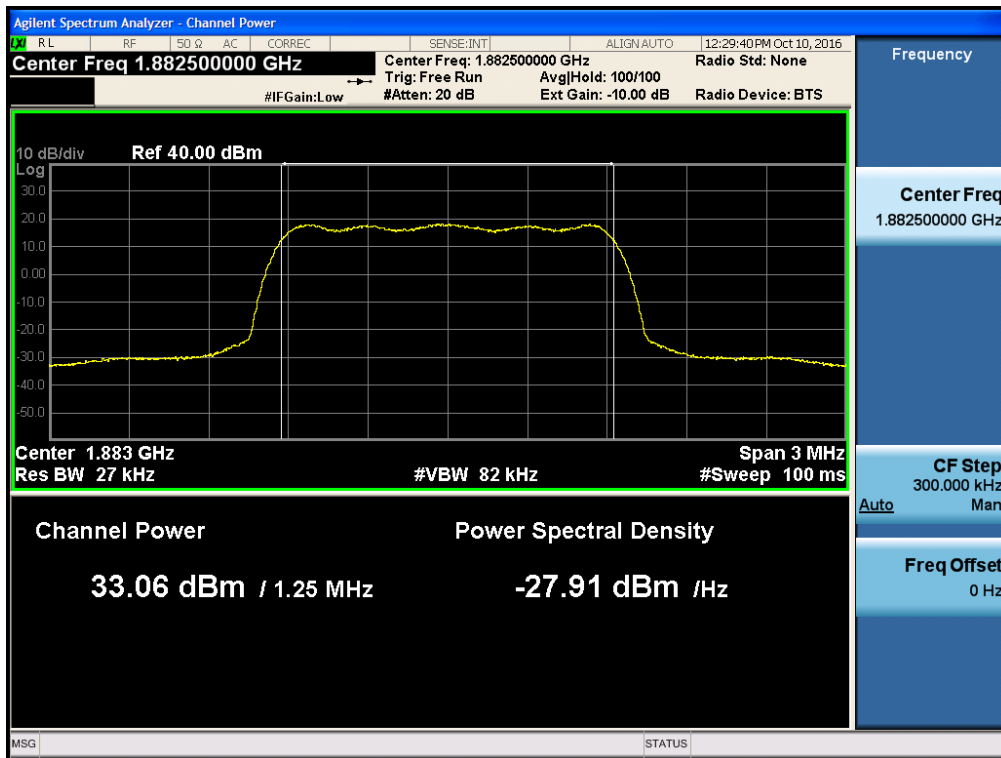 Agilent Spectrum Analyzer - Channel Power
LXI RL RF 50 Ω AC CORREC SENSE:INT ALIGNAUTO 12:29:40 PM Oct 10, 2016
Center Freq 1.882500000 GHz
Center Freq: 1.882500000 GHz
Radio Std: None
Trig: Free Run
Avg|Hold: 100/100
#IFGain:Low
#Atten: 20 dB
Ext Gain: -10.00 dB
Radio Device: BTS
10 dB/div
Ref 40.00 dBm
Log
30.0
20.0
10.0
0.00
-10.0
-20.0
-30.0
-40.0
-50.0
Center 1.883 GHz
Span 3 MHz
Res BW 27 kHz
#VBW 82 kHz
#Sweep 100 ms
Channel Power
Power Spectral Density
33.06 dBm / 1.25 MHz
-27.91 dBm /Hz
Frequency
Center Freq
1.882500000 GHz
CF Step
300.000 kHz
Auto Man
Freq Offset
0 Hz
MSG
STATUS